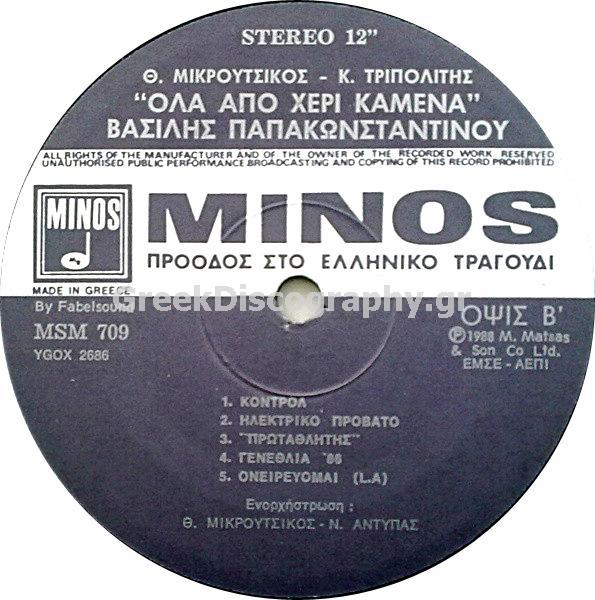 STEREO 12"
Θ. ΜΙΚΡΟΥΤΣΙΚΟΣ - Κ. ΤΡΙΠΟΛΙΤΗΣ
"ΟΛΑ ΑΠΟ ΧΕΡΙ ΚΑΜΕΝΑ"
ΒΑΣΙΛΗΣ ΠΑΠΑΚΩΝΣΤΑΝΤΙΝΟΥ
ALL RIGHTS OF THE MANUFACTURER AND OF THE OWNER OF THE RECORDED WORK RESERVED
UNAUTHORISED PUBLIC PERFORMANCE BROADCASTING AND COPYING OF THIS RECORD PROHIBITED
MINOS
MINOS
ΠΡΟΟΔΟΣ ΣΤΟ ΕΛΛΗΝΙΚΟ ΤΡΑΓΟΥΔΙ
MADE IN GREECE
GreekDiscography.gr
By Fabelsound
MSM 709
YGOX 2686
ΟΨΙΣ Β'
Ⓟ1988 M. Matsas
& Son Co Ltd.
ΕΜΣΕ - ΑΕΠΙ
1. ΚΟΝΤΡΟΛ
2. ΗΛΕΚΤΡΙΚΟ ΠΡΟΒΑΤΟ
3. "ΠΡΩΤΑΘΛΗΤΗΣ"
4. ΓΕΝΕΘΛΙΑ '86
5. ΟΝΕΙΡΕΥΟΜΑΙ (L.A)
Ενορχήστρωση :
Θ. ΜΙΚΡΟΥΤΣΙΚΟΣ - Ν. ΑΝΤΥΠΑΣ